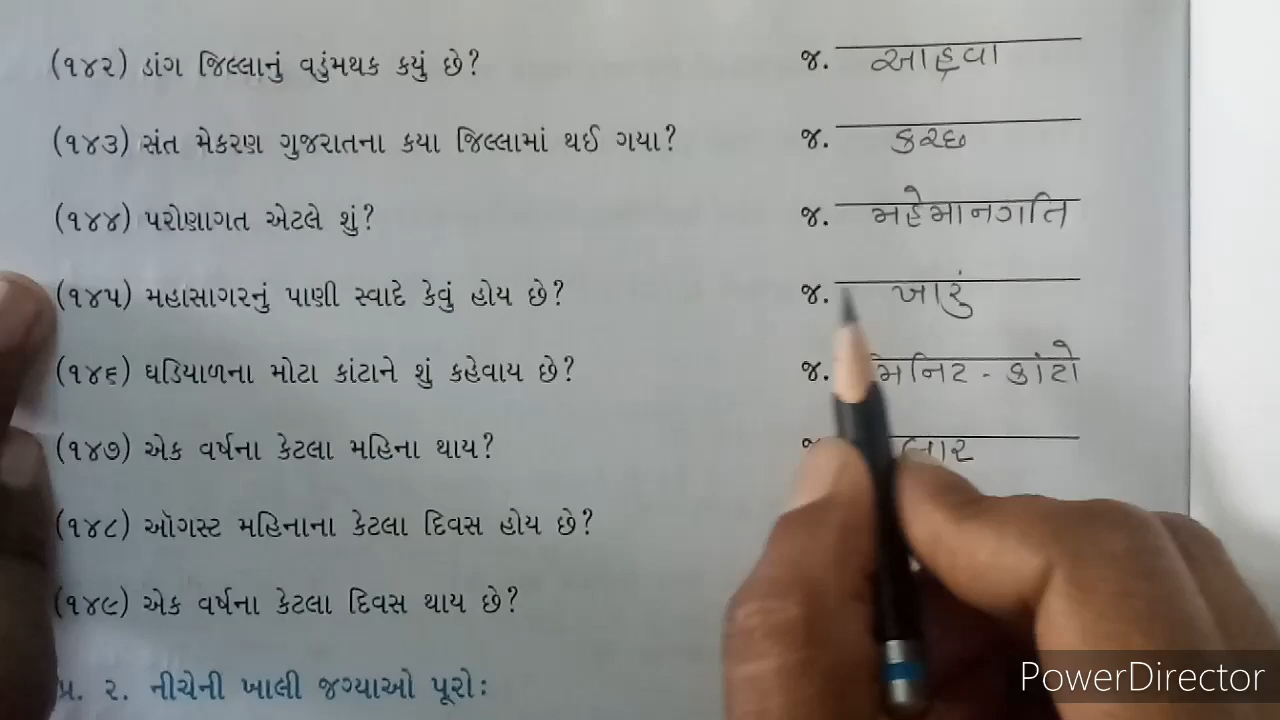 (૧૪૨) ડાંગ જિલ્લાનું વડુંમથક કયું છે? જ. આહવા
(૧૪૩) સંત મેકરણ ગુજરાતના કયા જિલ્લામાં થઈ ગયા? જ. કચ્છ
(૧૪૪) પરોણાગત એટલે શું? જ. મહેમાનગતિ
(૧૪૫) મહાસાગરનું પાણી સ્વાદે કેવું હોય છે? જ. ખારું
(૧૪૬) ઘડિયાળના મોટા કાંટાને શું કહેવાય છે? જ. મિનિટ - કાંટો
(૧૪૭) એક વર્ષના કેટલા મહિના થાય? બાર
(૧૪૮) ઑગસ્ટ મહિનાના કેટલા દિવસ હોય છે?
(૧૪૯) એક વર્ષના કેટલા દિવસ થાય છે?
પ્ર. ૨. નીચેની ખાલી જગ્યાઓ પૂરો:
PowerDirector